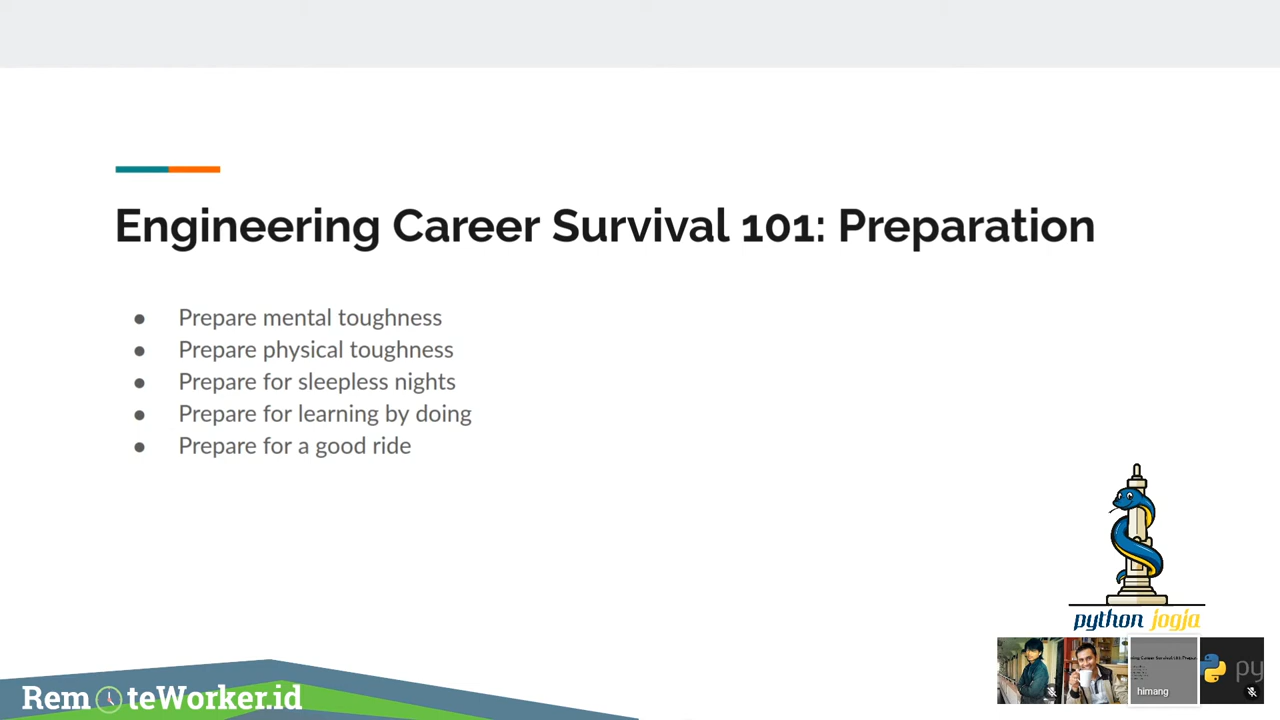 Engineering Career Survival 101: Preparation
● Prepare mental toughness
● Prepare physical toughness
● Prepare for sleepless nights
● Prepare for learning by doing
● Prepare for a good ride
python jogja
himang
py
RemoteWorker.id